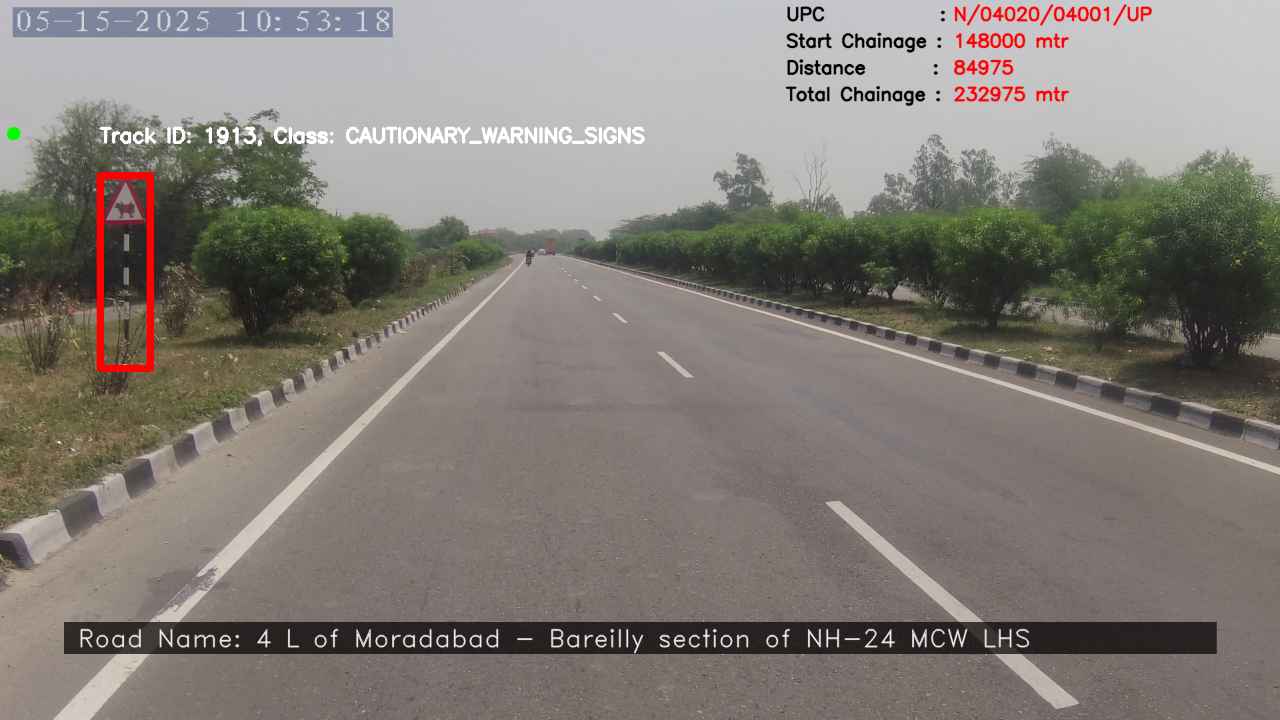 05-15-2025 10:53:18
UPC : N/04020/04001/UP
Start Chainage : 148000 mtr
Distance : 84975
Total Chainage : 232975 mtr
Track ID: 1913, Class: CAUTIONARY_WARNING_SIGNS
Road Name: 4 L of Moradabad - Bareilly section of NH-24 MCW LHS